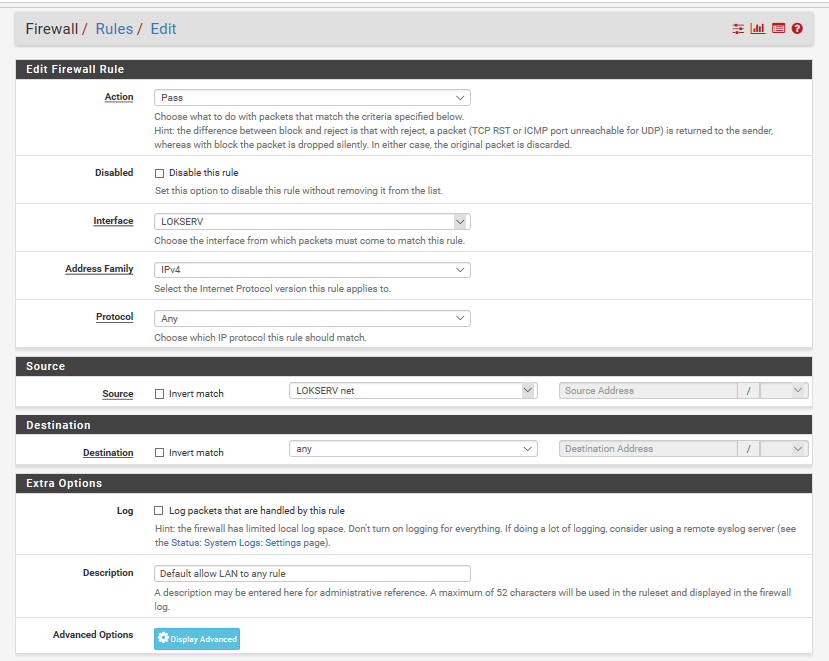 Firewall / Rules / Edit
Edit Firewall Rule
Action
Pass
Choose what to do with packets that match the criteria specified below.
Hint: the difference between block and reject is that with reject, a packet (TCP RST or ICMP port unreachable for UDP) is returned to the sender,
whereas with block the packet is dropped silently. In either case, the original packet is discarded.
Disabled
Disable this rule
Set this option to disable this rule without removing it from the list.
Interface
LOKSERV
Choose the interface from which packets must come to match this rule.
Address Family
IPv4
Select the Internet Protocol version this rule applies to.
Protocol
Any
Choose which IP protocol this rule should match.
Source
Source
Invert match
LOKSERV net
Source Address
/
Destination
Destination
Invert match
any
Destination Address
/
Extra Options
Log
Log packets that are handled by this rule
Hint: the firewall has limited local log space. Don't turn on logging for everything. If doing a lot of logging, consider using a remote syslog server (see
the Status: System Logs: Settings page).
Description
Default allow LAN to any rule
A description may be entered here for administrative reference. A maximum of 52 characters will be used in the ruleset and displayed in the firewall
log.
Advanced Options
Display Advanced